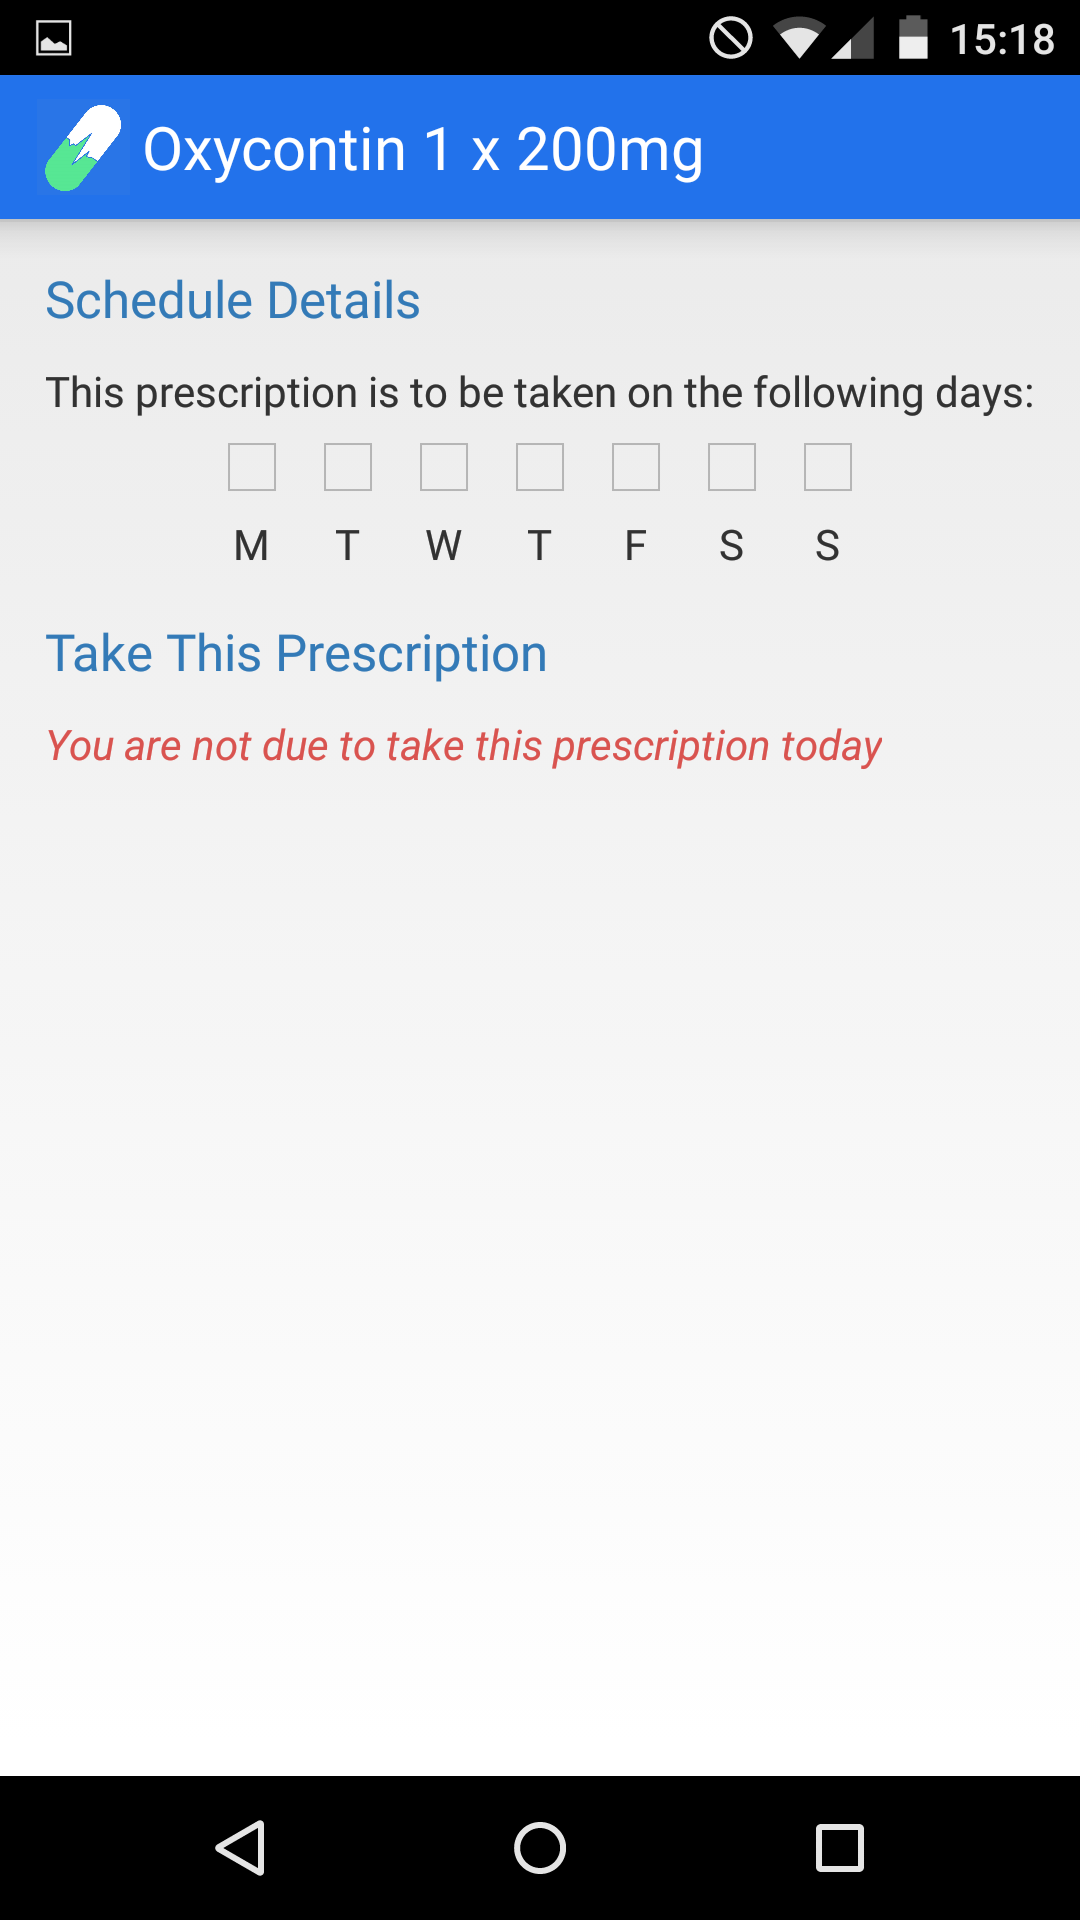 15:18
Oxycontin 1 x 200mg
Schedule Details
This prescription is to be taken on the following days:
M T W T F S S
Take This Prescription
You are not due to take this prescription today